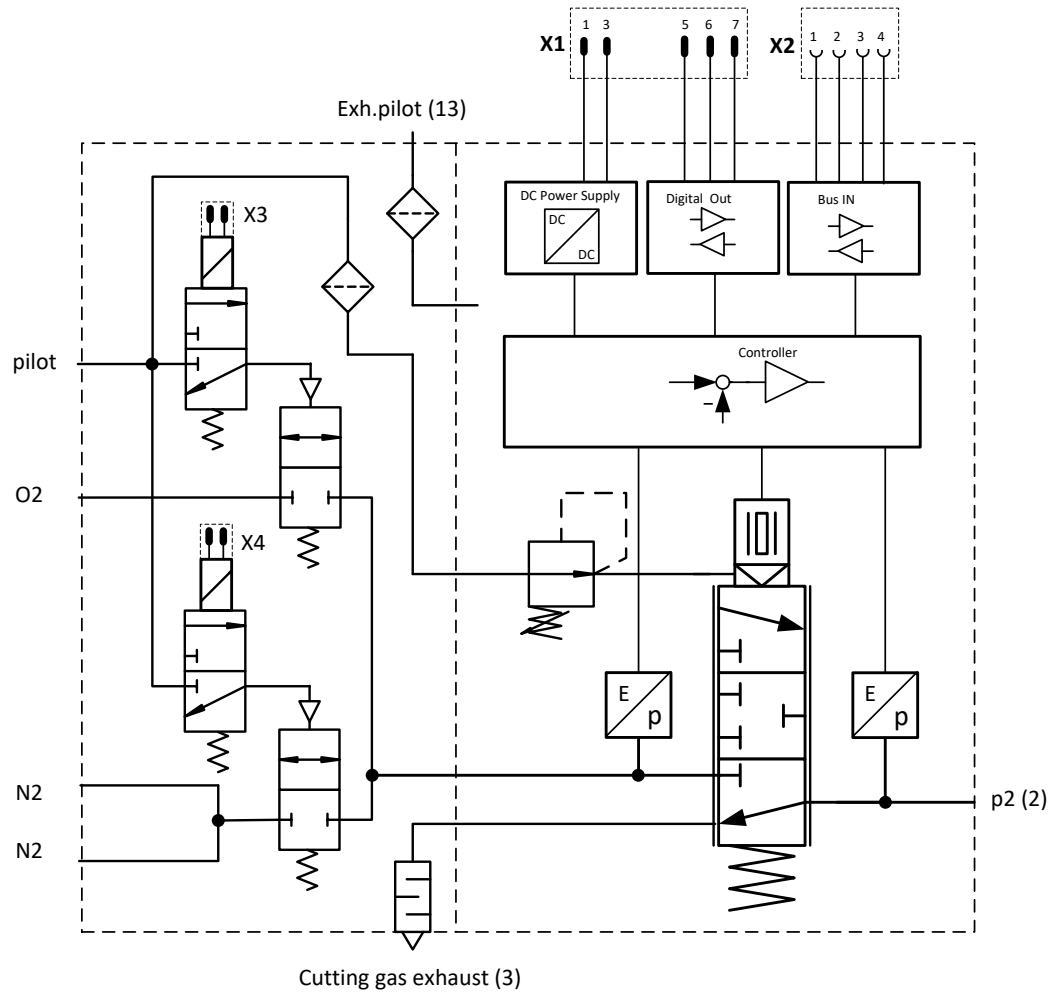 X1
1 3 5 6 7
X2
1 2 3 4
Exh.pilot (13)
DC Power Supply
DC
DC
Digital Out
Bus IN
X3
pilot
Controller
–
O2
X4
E
p
E
p
N2
p2 (2)
N2
Cutting gas exhaust (3)